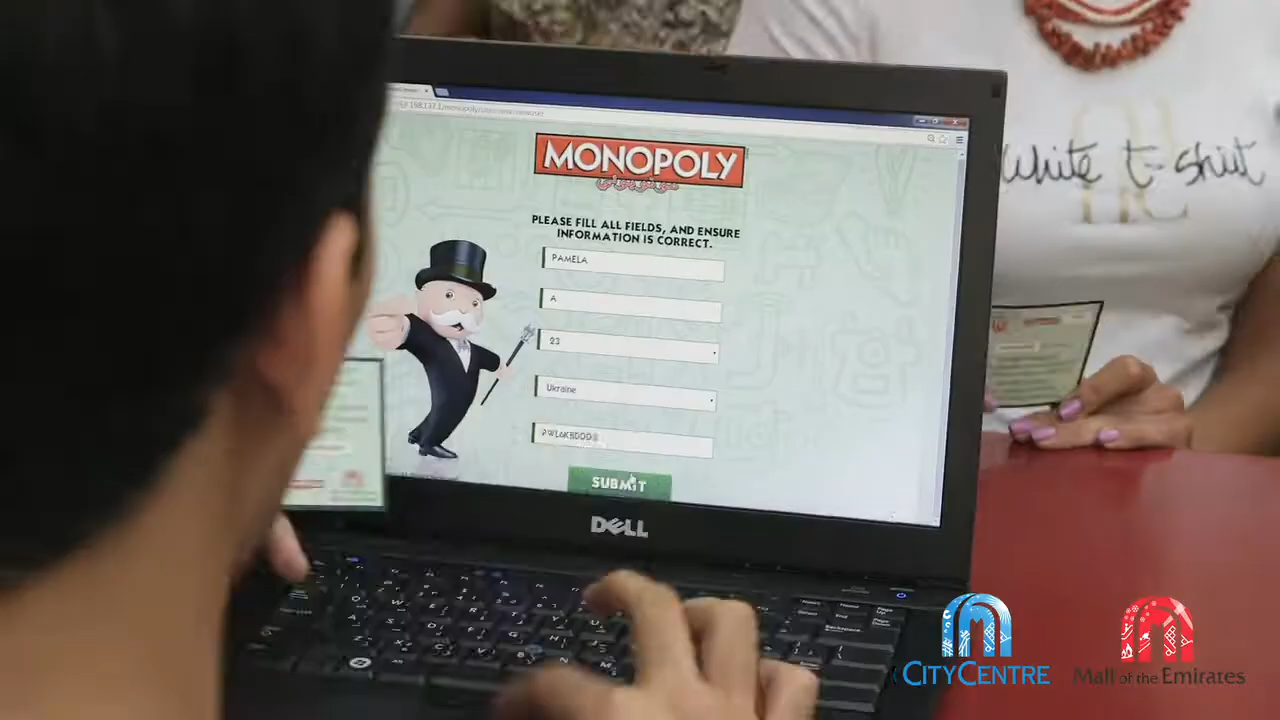 MONOPOLY
PLEASE FILL ALL FIELDS, AND ENSURE
INFORMATION IS CORRECT.
PAMELA
A
23
Ukraine
SUBMIT
DELL
White t-shirt
CITYCENTRE
Mall of the Emirates